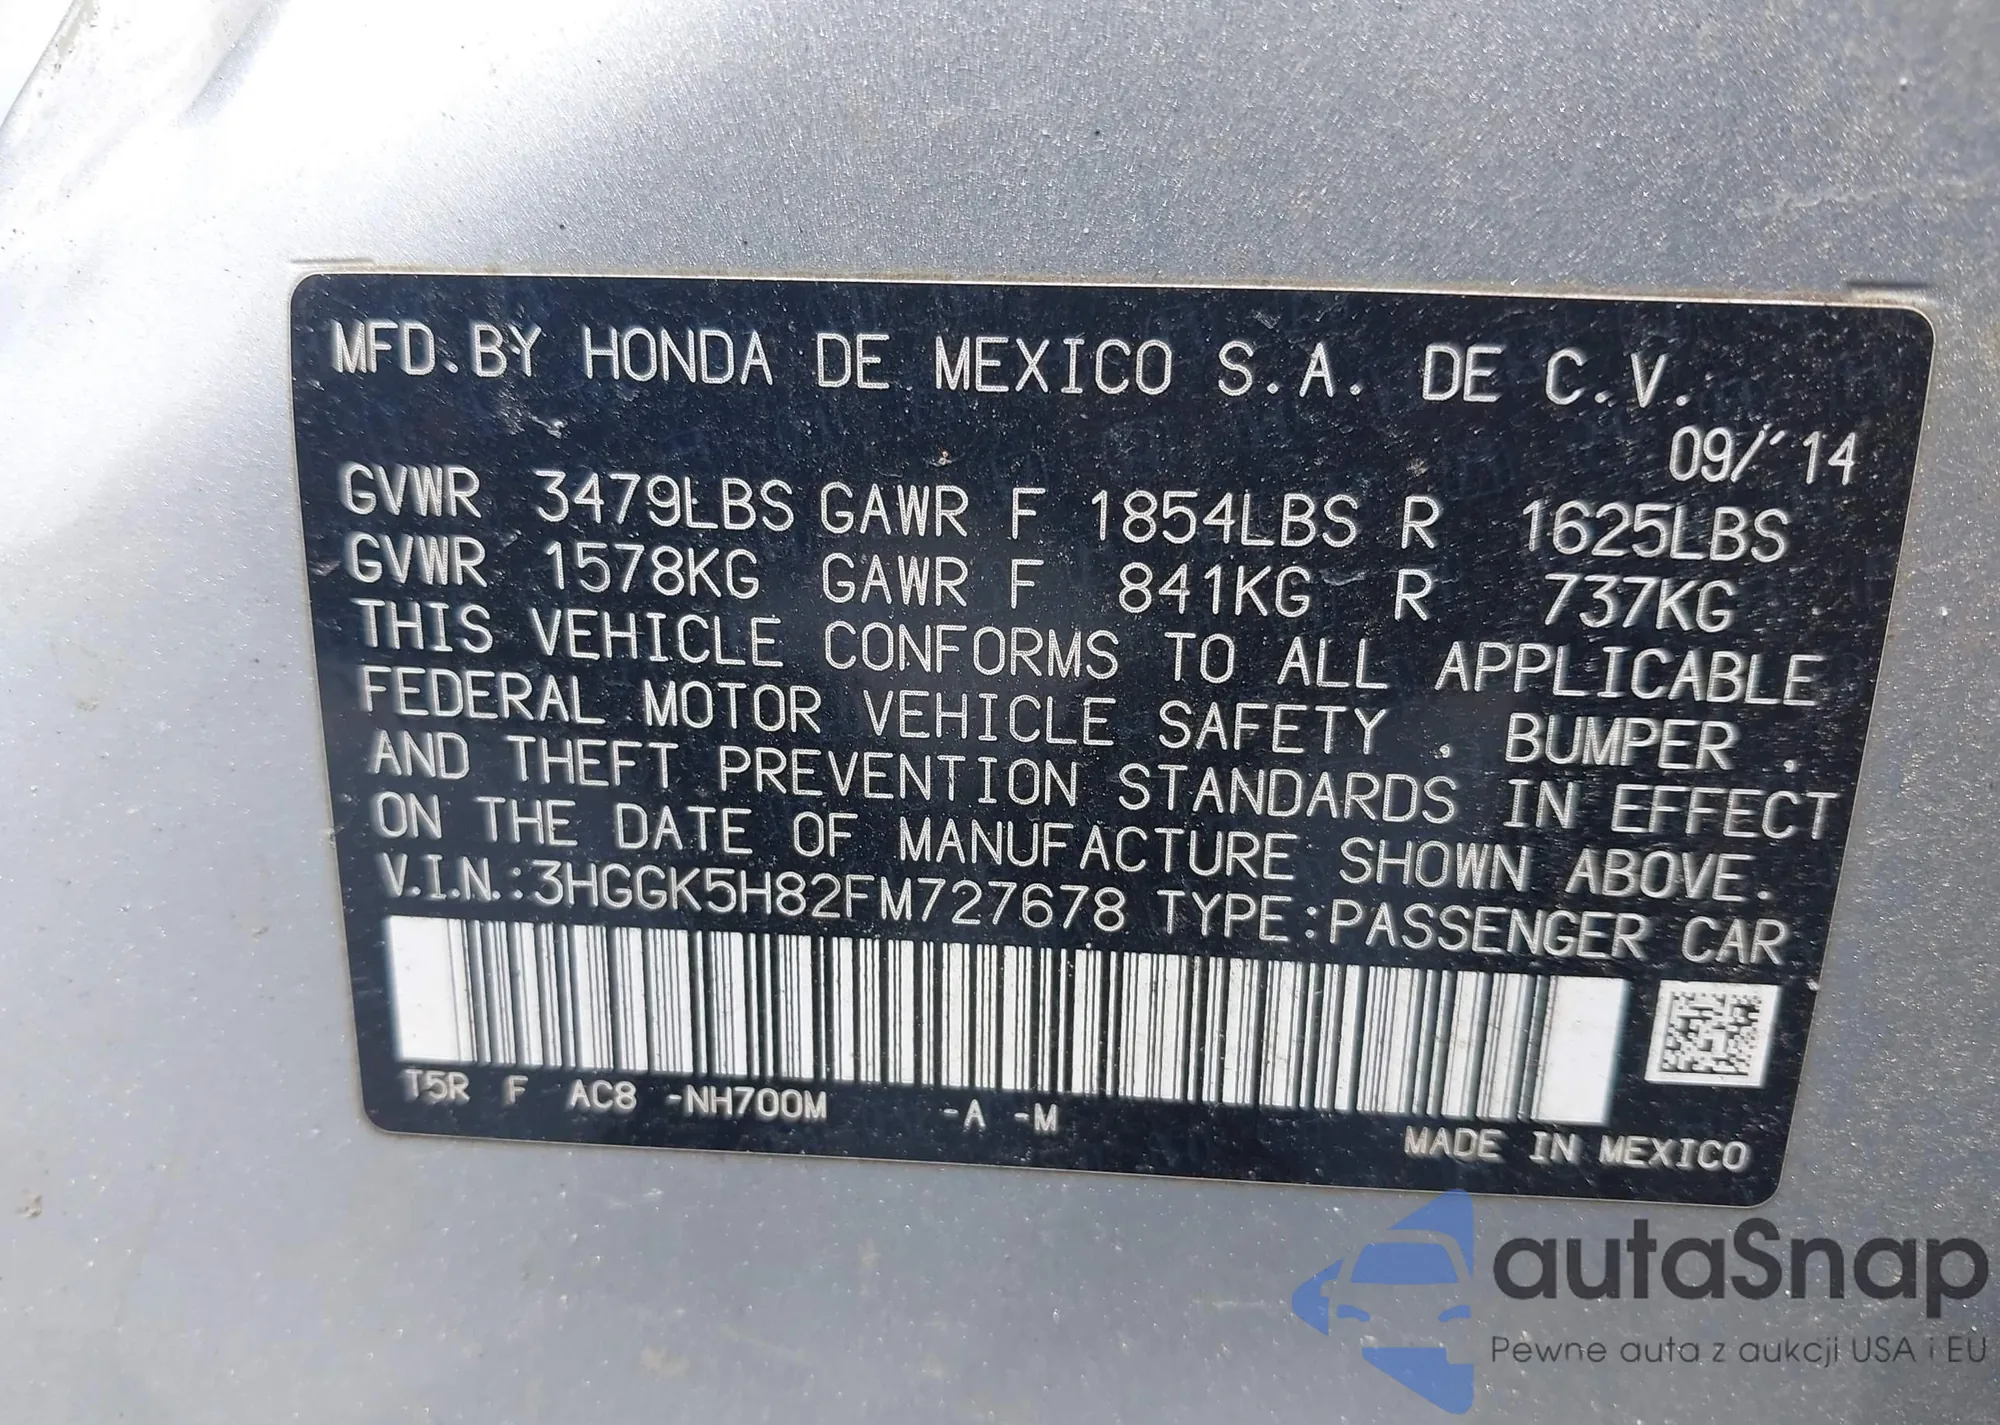 MFD.BY HONDA DE MEXICO S.A. DE C.V.
09/'14
GVWR 3479LBS GAWR F 1854LBS R 1625LBS
GVWR 1578KG GAWR F 841KG R 737KG
THIS VEHICLE CONFORMS TO ALL APPLICABLE
FEDERAL MOTOR VEHICLE SAFETY , BUMPER ,
AND THEFT PREVENTION STANDARDS IN EFFECT
ON THE DATE OF MANUFACTURE SHOWN ABOVE.
V.I.N.:3HGGK5H82FM727678 TYPE:PASSENGER CAR
T5R F AC8 -NH700M -A -M
MADE IN MEXICO
autaSnap
Pewne auta z aukcji USA i EU